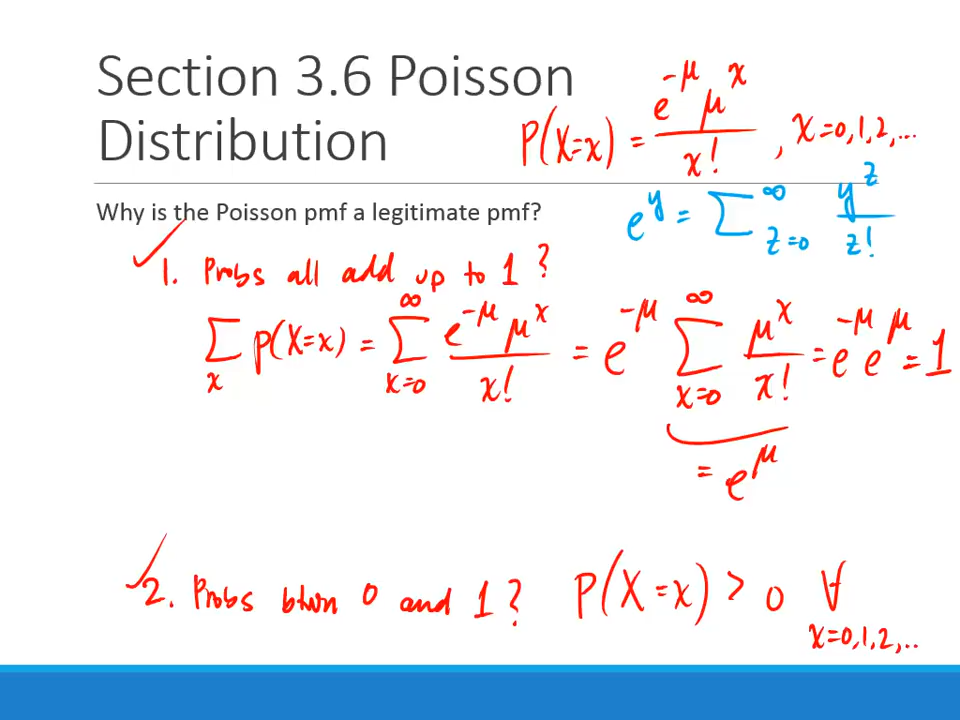 Section 3.6 Poisson
Distribution
P(X=x) = e^{-μ} μ^x / x! , x=0,1,2,...
Why is the Poisson pmf a legitimate pmf?
e^y = Σ_{z=0}^{∞} y^z / z!
✓ 1. Probs all add up to 1?
Σ_x P(X=x) = Σ_{x=0}^{∞} e^{-μ} μ^x / x! = e^{-μ} Σ_{x=0}^{∞} μ^x / x! = e^{-μ} e^{μ} = 1
= e^μ
✓ 2. Probs btwn 0 and 1? P(X=x) > 0 ∀ x=0,1,2,..